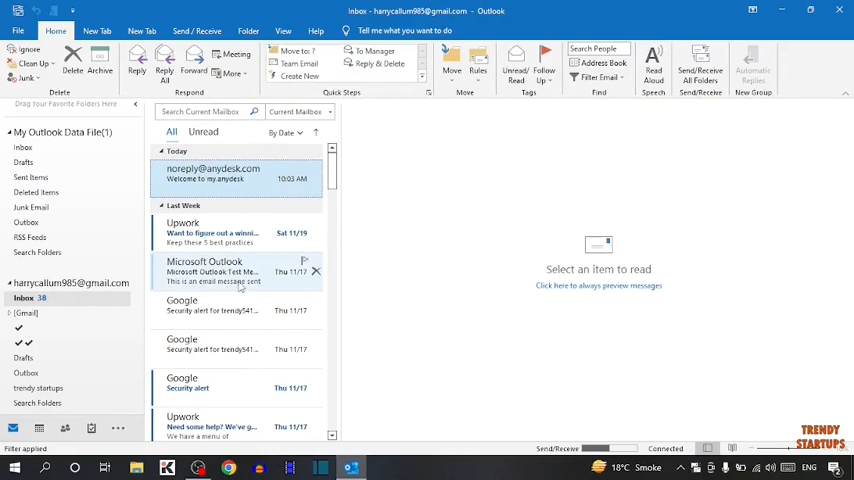 Inbox - harrycallum985@gmail.com - Outlook
File
Home
New Tab
New Tab
Send / Receive
Folder
View
Help
Tell me what you want to do
Ignore
Clean Up
Junk
Delete
Archive
Reply
Reply All
Forward
Meeting
More
Move to: ?
Team Email
Create New
To Manager
Reply & Delete
Move
Rules
Unread/ Read
Follow Up
Search People
Address Book
Filter Email
Read Aloud
Send/Receive All Folders
Automatic Replies
Delete
Respond
Quick Steps
Move
Tags
Find
Speech
Send/Receive
New Group
Drag Your Favorite Folders Here
My Outlook Data File(1)
Inbox
Drafts
Sent Items
Deleted Items
Junk Email
Outbox
RSS Feeds
Search Folders
harrycallum985@gmail.com
Inbox 38
[Gmail]
Drafts
Outbox
trendy startups
Search Folders
Search Current Mailbox
Current Mailbox
All
Unread
By Date
Today
noreply@anydesk.com
Welcome to my.anydesk
10:03 AM
Last Week
Upwork
Want to figure out a winni...
Sat 11/19
Keep these 5 best practices
Microsoft Outlook
Microsoft Outlook Test Me...
Thu 11/17
This is an email message sent
Google
Security alert for trendy541...
Thu 11/17
Google
Security alert for trendy541...
Thu 11/17
Google
Security alert
Thu 11/17
Upwork
Need some help? We've g...
Thu 11/17
We have a menu of
Select an item to read
Click here to always preview messages
TRENDY
STARTUPS
Filter applied
Send/Receive
Connected
18°C Smoke
ENG
2